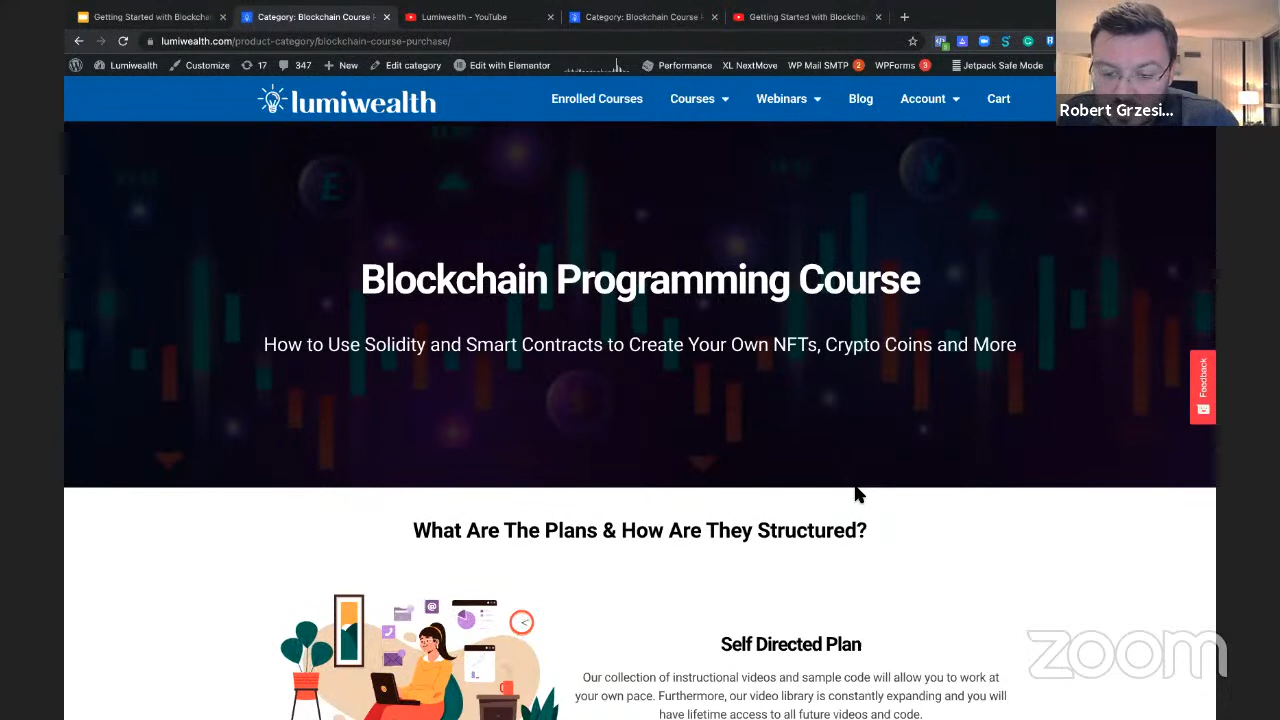 Getting Started with Blockchain
Category: Blockchain Course
Lumiwealth - YouTube
Category: Blockchain Course
Getting Started with Blockcha
lumiwealth.com/product-category/blockchain-course-purchase/
Lumiwealth
Customize
17
347
New
Edit category
Edit with Elementor
Performance
XL NextMove
WP Mail SMTP 2
WPForms 3
Jetpack Safe Mode
lumiwealth
Enrolled Courses
Courses
Webinars
Blog
Account
Cart
Robert Grzesi...
Blockchain Programming Course
How to Use Solidity and Smart Contracts to Create Your Own NFTs, Crypto Coins and More
Feedback
What Are The Plans & How Are They Structured?
Self Directed Plan
Our collection of instructional videos and sample code will allow you to work at
your own pace. Furthermore, our video library is constantly expanding and you will
have lifetime access to all future videos and code.
zoom